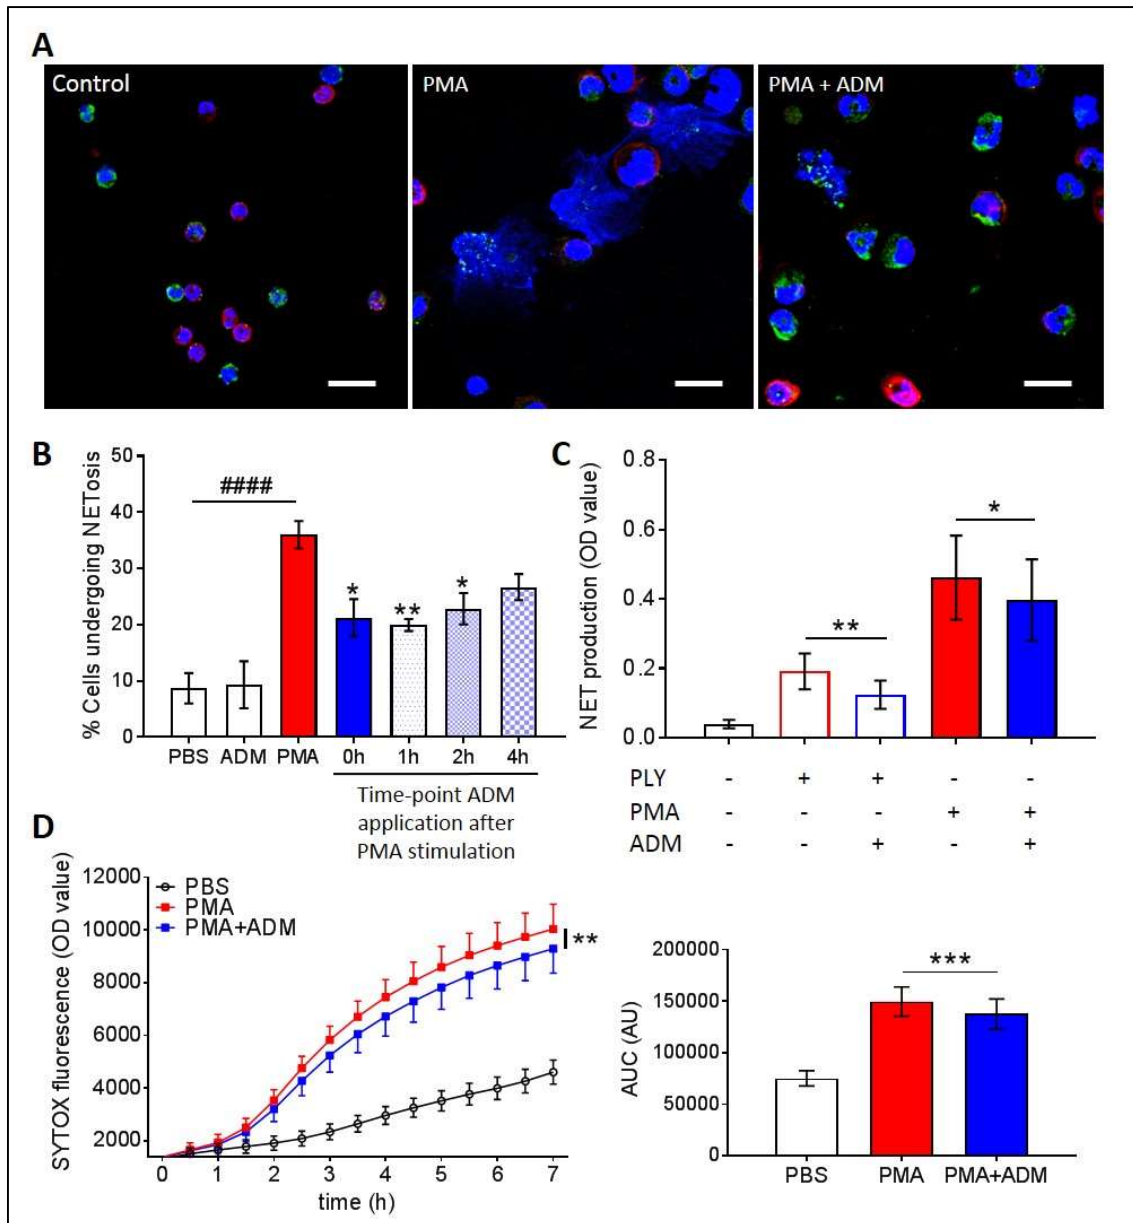 A
Control
PMA
PMA + ADM
B
% Cells undergoing NETosis
50
40
30
20
10
0
####
*
**
*
PBS
ADM
PMA
0h
1h
2h
4h
Time-point ADM
application after
PMA stimulation
C
NET production (OD value)
0.8
0.6
0.4
0.2
0.0
**
*
PLY - + + - -
PMA - - - + +
ADM - - + - +
D
SYTOX fluorescence (OD value)
12000
10000
8000
6000
4000
2000
PBS
PMA
PMA+ADM
**
0 1 2 3 4 5 6 7
time (h)
AUC (AU)
200000
150000
100000
50000
0
***
PBS
PMA
PMA+ADM